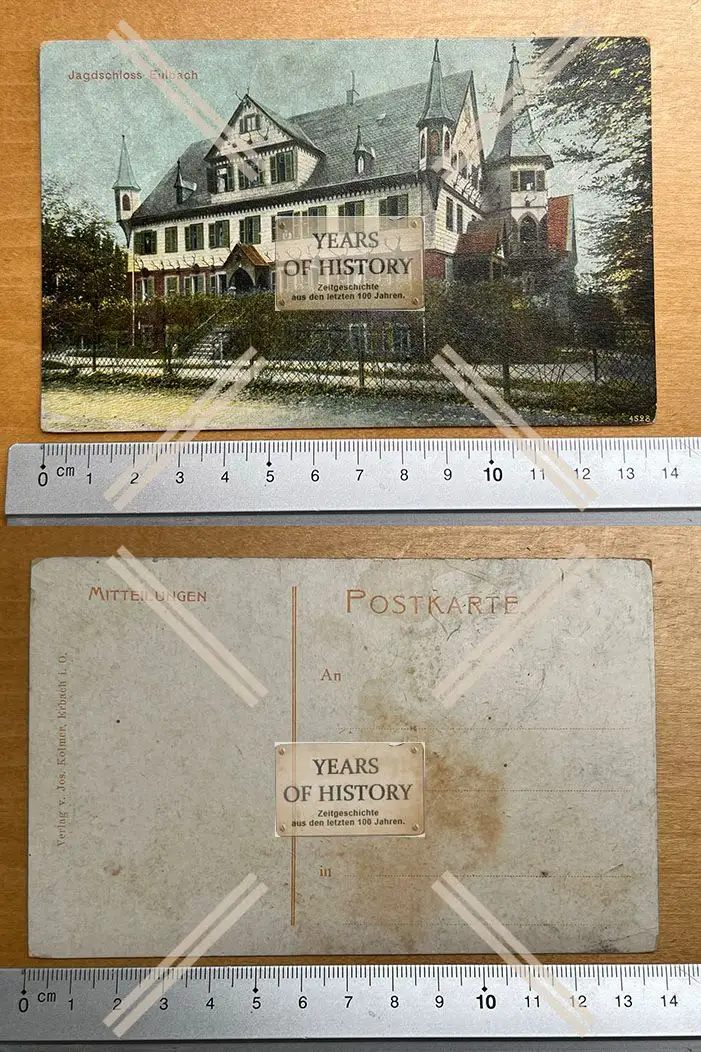 Jagdschloss Eulbach
YEARS
OF HISTORY
Zeitgeschichte
aus den letzten 100 Jahren.
4528
0 cm 1 2 3 4 5 6 7 8 9 10 11 12 13 14
MITTEILUNGEN
POSTKARTE
An
Verlag v. Jos. Kolmer, Erbach i. O.
YEARS
OF HISTORY
Zeitgeschichte
aus den letzten 100 Jahren.
in
0 cm 1 2 3 4 5 6 7 8 9 10 11 12 13 14